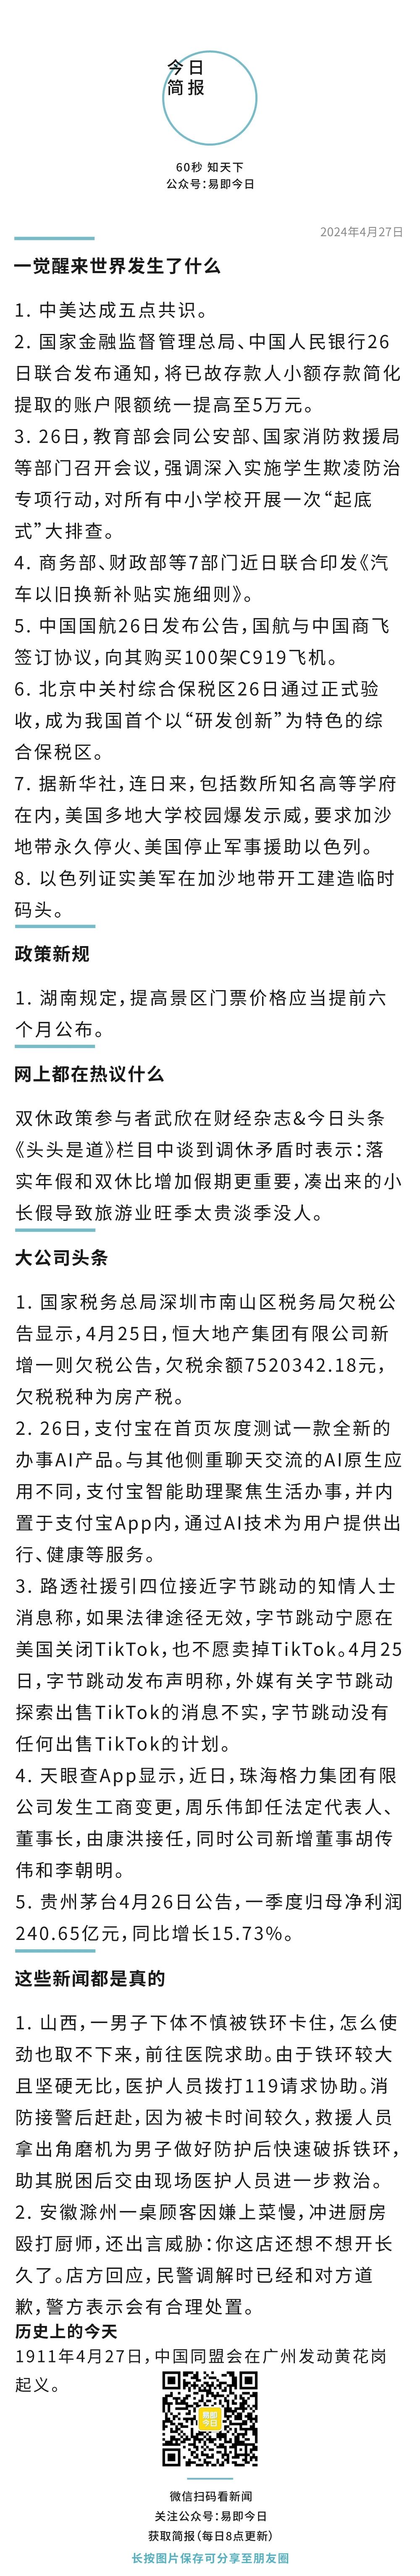 今日
简报
60秒 知天下
公众号：易即今日
2024年4月27日
一觉醒来世界发生了什么
1. 中美达成五点共识。
2. 国家金融监督管理总局、中国人民银行26
日联合发布通知，将已故存款人小额存款简化
提取的账户限额统一提高至5万元。
3. 26日，教育部会同公安部、国家消防救援局
等部门召开会议，强调深入实施学生欺凌防治
专项行动，对所有中小学校开展一次“起底
式”大排查。
4. 商务部、财政部等7部门近日联合印发《汽
车以旧换新补贴实施细则》。
5. 中国国航26日发布公告，国航与中国商飞
签订协议，向其购买100架C919飞机。
6. 北京中关村综合保税区26日通过正式验
收，成为我国首个以“研发创新”为特色的综
合保税区。
7. 据新华社，连日来，包括数所知名高等学府
在内，美国多地大学校园爆发示威，要求加沙
地带永久停火、美国停止军事援助以色列。
8. 以色列证实美军在加沙地带开工建造临时
码头。
政策新规
1. 湖南规定，提高景区门票价格应当提前六
个月公布。
网上都在热议什么
双休政策参与者武欣在财经杂志&今日头条
《头头是道》栏目中谈到调休矛盾时表示：落
实年假和双休比增加假期更重要，凑出来的小
长假导致旅游业旺季太贵淡季没人。
大公司头条
1. 国家税务总局深圳市南山区税务局欠税公
告显示，4月25日，恒大地产集团有限公司新
增一则欠税公告，欠税余额7520342.18元，
欠税税种为房产税。
2. 26日，支付宝在首页灰度测试一款全新的
办事AI产品。与其他侧重聊天交流的AI原生应
用不同，支付宝智能助理聚焦生活办事，并内
置于支付宝App内，通过AI技术为用户提供出
行、健康等服务。
3. 路透社援引四位接近字节跳动的知情人士
消息称，如果法律途径无效，字节跳动宁愿在
美国关闭TikTok，也不愿卖掉TikTok。4月25
日，字节跳动发布声明称，外媒有关字节跳动
探索出售TikTok的消息不实，字节跳动没有
任何出售TikTok的计划。
4. 天眼查App显示，近日，珠海格力集团有限
公司发生工商变更，周乐伟卸任法定代表人、
董事长，由康洪接任，同时公司新增董事胡传
伟和李朝明。
5. 贵州茅台4月26日公告，一季度归母净利润
240.65亿元，同比增长15.73%。
这些新闻都是真的
1. 山西，一男子下体不慎被铁环卡住，怎么使
劲也取不下来，前往医院求助。由于铁环较大
且坚硬无比，医护人员拨打119请求协助。消
防接警后赶赴，因为被卡时间较久，救援人员
拿出角磨机为男子做好防护后快速破拆铁环，
助其脱困后交由现场医护人员进一步救治。
2. 安徽滁州一桌顾客因嫌上菜慢，冲进厨房
殴打厨师，还出言威胁：你这店还想不想开长
久了。店方回应，民警调解时已经和对方道
歉，警方表示会有合理处置。
历史上的今天
1911年4月27日，中国同盟会在广州发动黄花岗
起义。
易即
今日
微信扫码看新闻
关注公众号：易即今日
获取简报（每日8点更新）
长按图片保存可分享至朋友圈